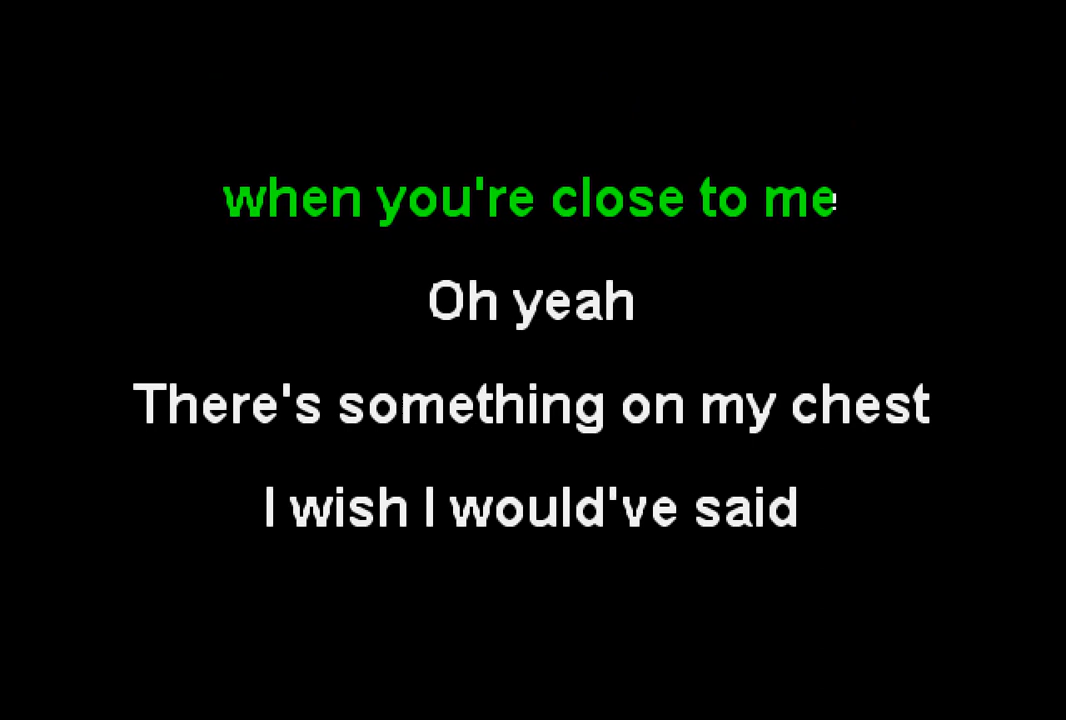 when you're close to me
Oh yeah
There's something on my chest
I wish I would've said